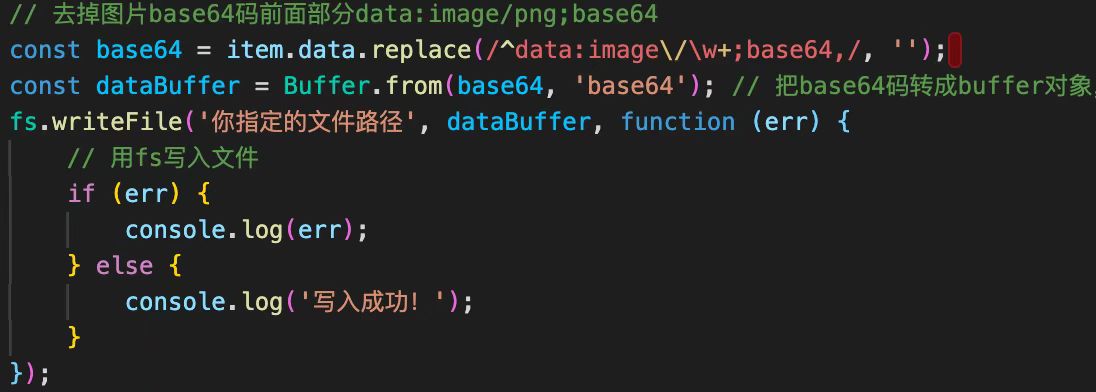 // 去掉图片base64码前面部分data:image/png;base64
const base64 = item.data.replace(/^data:image\/\w+;base64,/, '');
const dataBuffer = Buffer.from(base64, 'base64'); // 把base64码转成buffer对象,
fs.writeFile('你指定的文件路径', dataBuffer, function (err) {
    // 用fs写入文件
    if (err) {
        console.log(err);
    } else {
        console.log('写入成功！');
    }
});